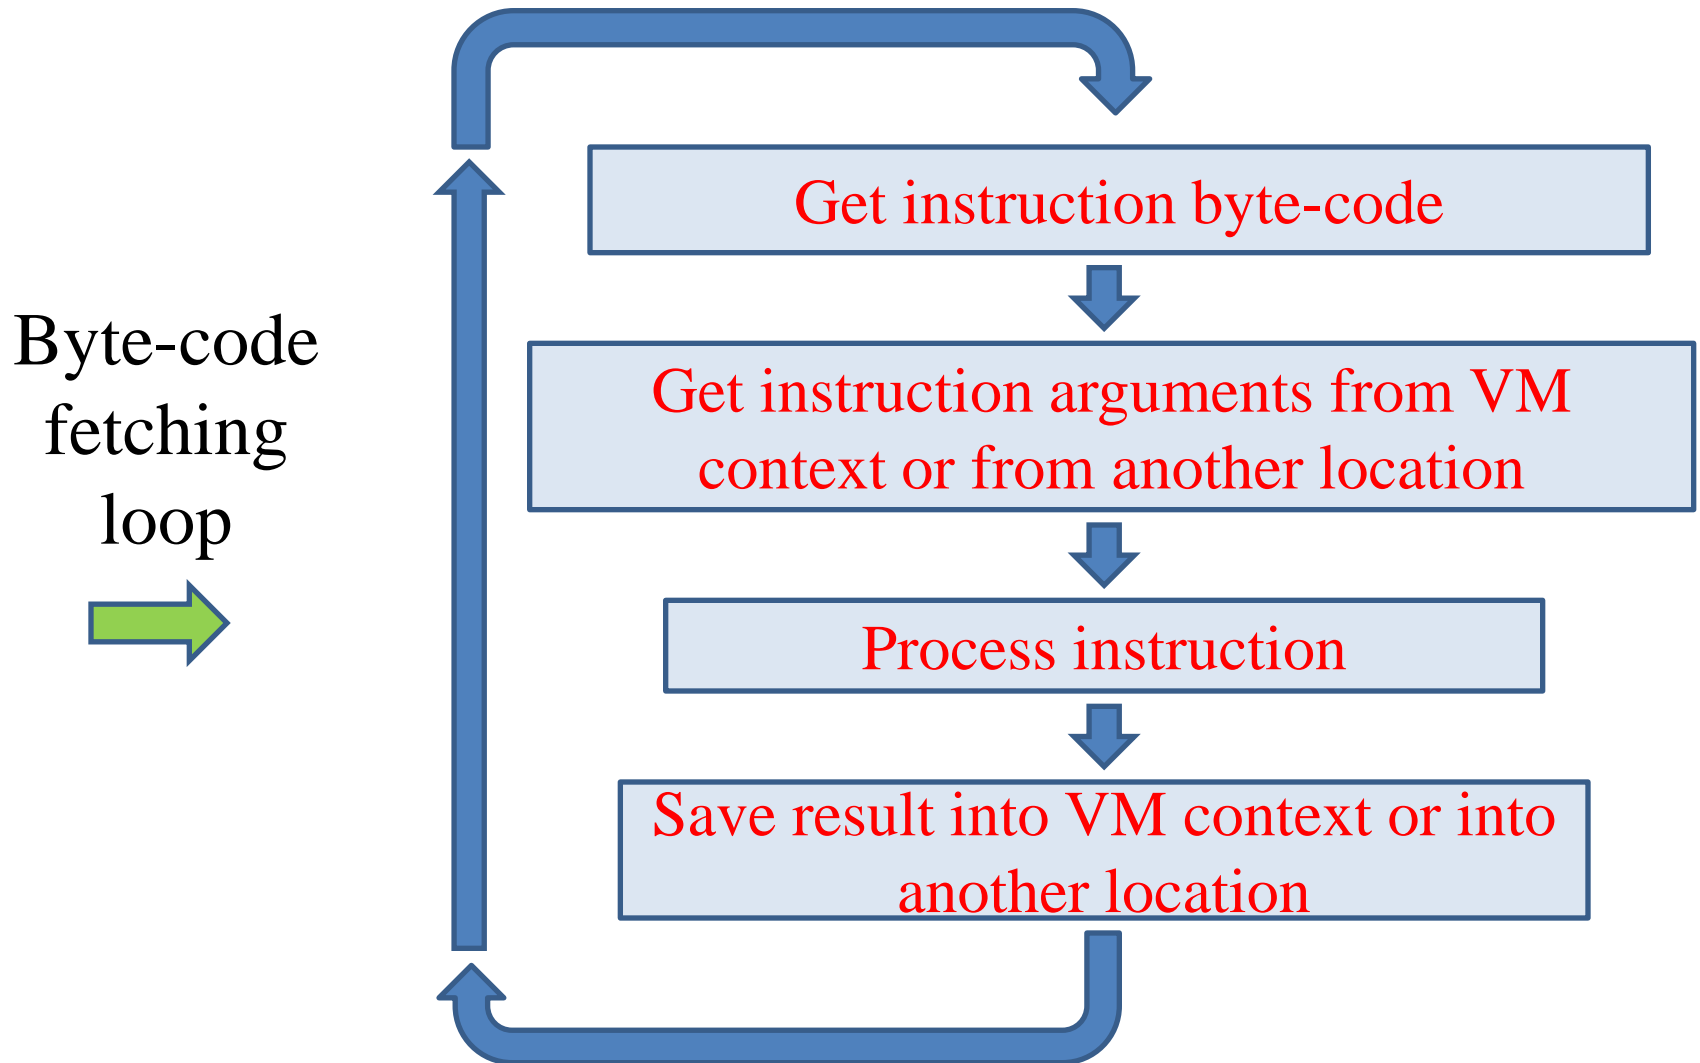 Byte-code
fetching
loop
Get instruction byte-code
Get instruction arguments from VM
context or from another location
Process instruction
Save result into VM context or into
another location